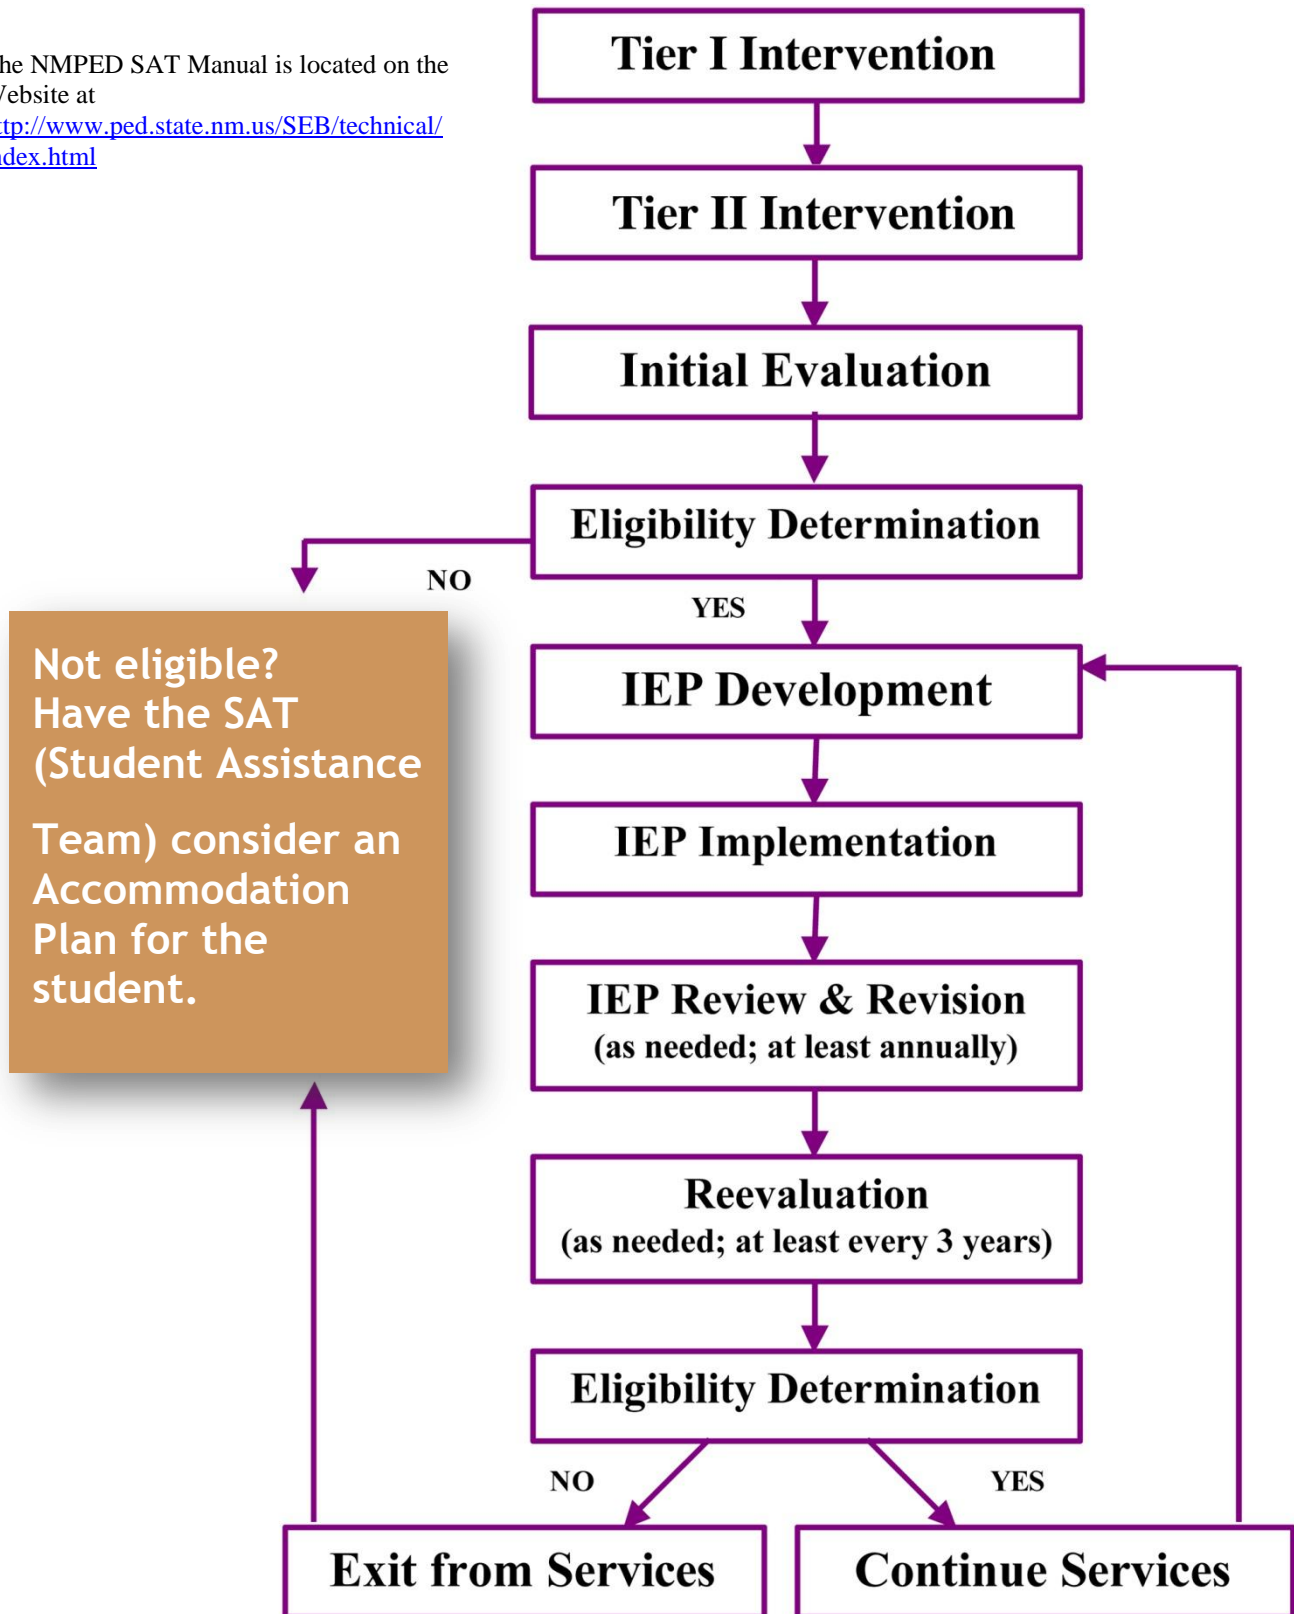 he NMPED SAT Manual is located on the
ebsite at
ttp://www.ped.state.nm.us/SEB/technical/
ndex.html
Tier I Intervention
Tier II Intervention
Initial Evaluation
Eligibility Determination
NO
YES
Not eligible?
Have the SAT
(Student Assistance
Team) consider an
Accommodation
Plan for the
student.
IEP Development
IEP Implementation
IEP Review & Revision
(as needed; at least annually)
Reevaluation
(as needed; at least every 3 years)
Eligibility Determination
NO
YES
Exit from Services
Continue Services